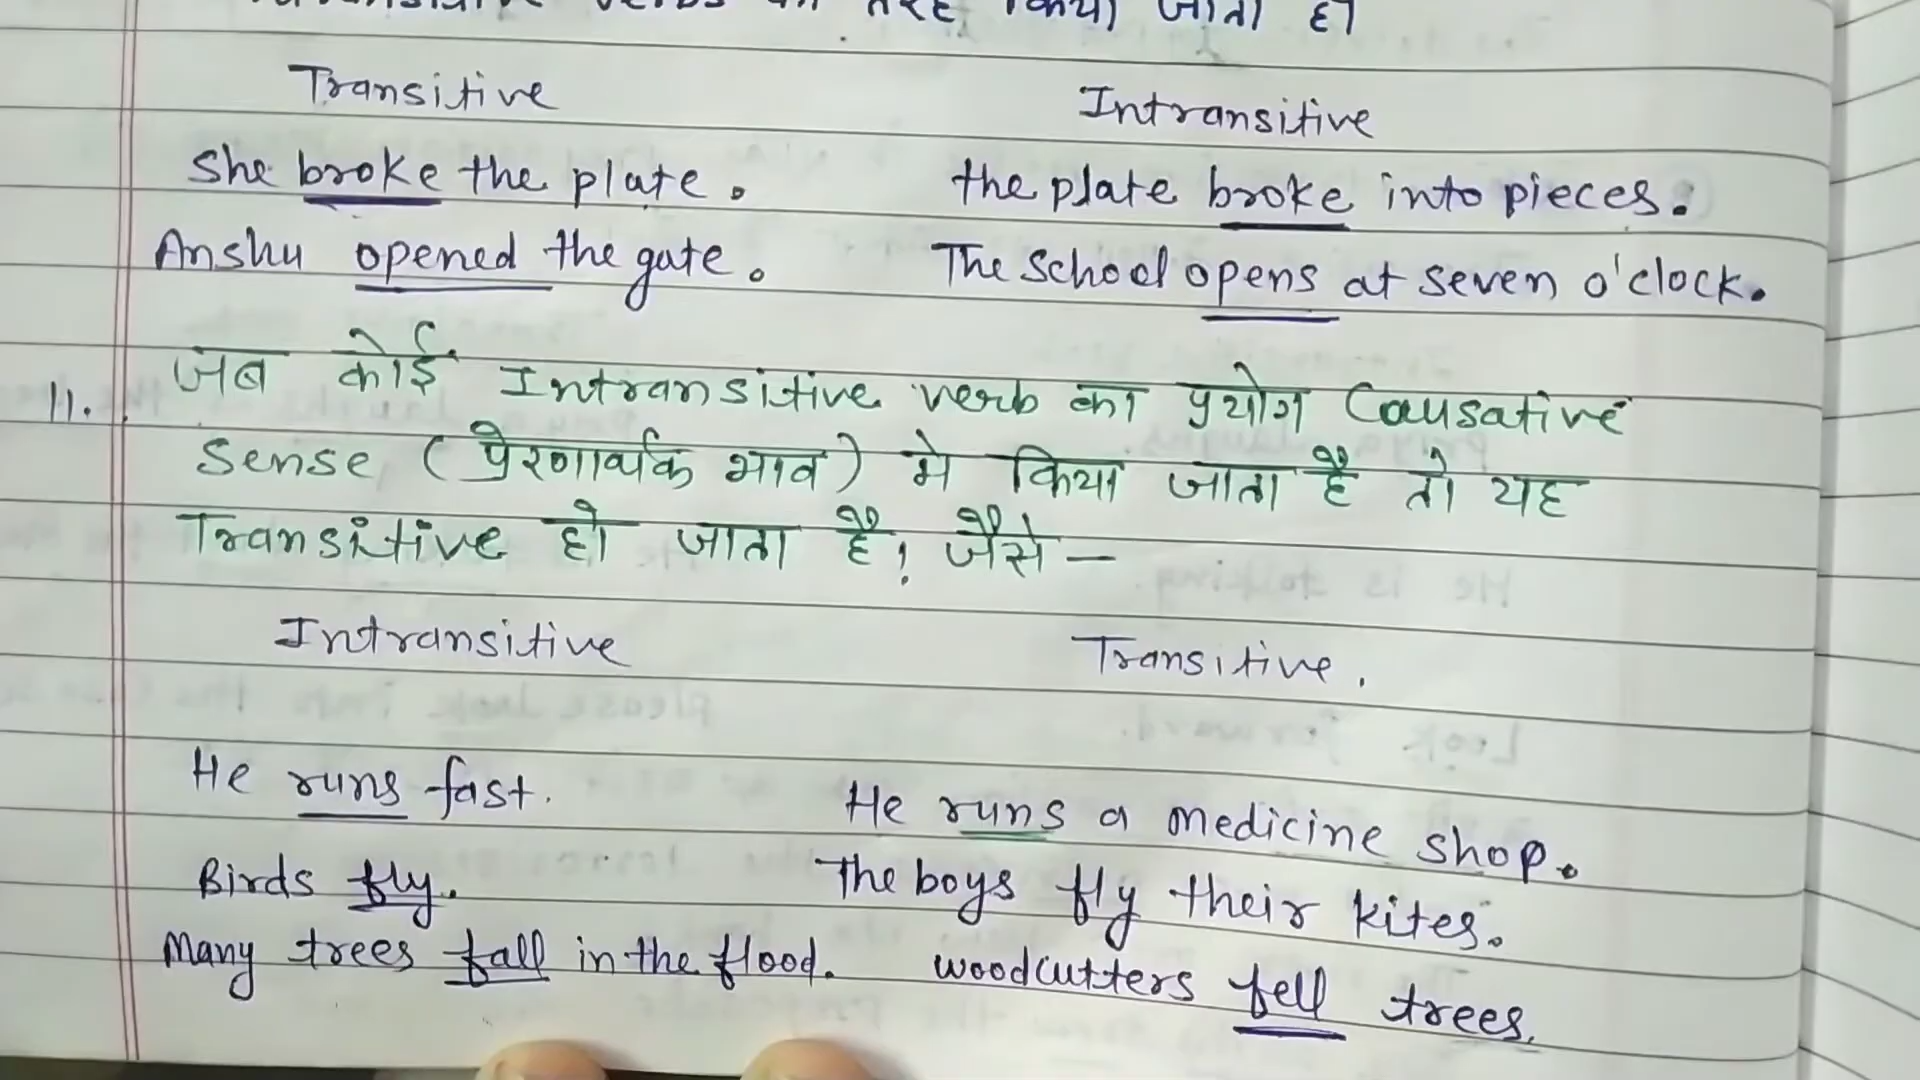 verbs की तरह किया जाता है।
Transitive Intransitive
She broke the plate. the plate broke into pieces.
Anshu opened the gate. The School opens at seven o'clock.
11. जब कोई Intransitive verb का प्रयोग Causative
Sense (प्रेरणार्थक भाव) मे किया जाता है तो यह
Transitive हो जाता है। जैसे –
Intransitive Transitive.
He runs fast. He runs a medicine shop.
Birds fly. The boys fly their kites.
Many trees fall in the flood. woodcutters fell trees.